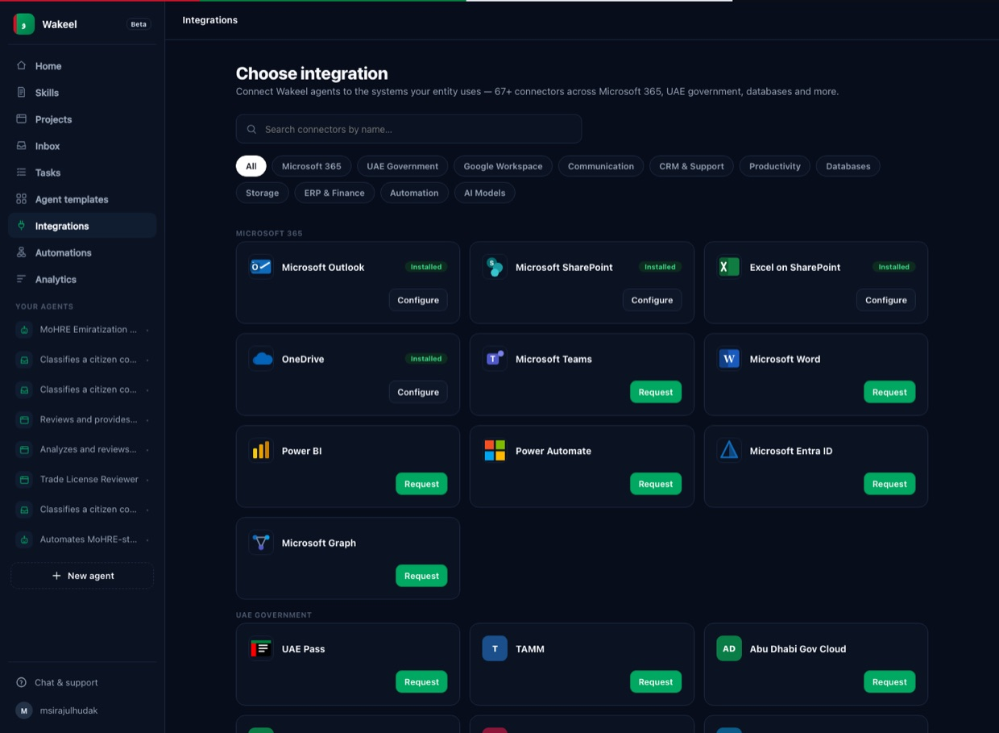 و
Wakeel
Beta
Home
Skills
Projects
Inbox
Tasks
Agent templates
Integrations
Automations
Analytics
YOUR AGENTS
MoHRE Emiratization ...
Classifies a citizen co...
Classifies a citizen co...
Reviews and provides...
Analyzes and reviews...
Trade License Reviewer
Classifies a citizen co...
Automates MoHRE-st...
New agent
Chat & support
M
msirajulhudak
Integrations
Choose integration
Connect Wakeel agents to the systems your entity uses — 67+ connectors across Microsoft 365, UAE government, databases and more.
Search connectors by name...
All Microsoft 365 UAE Government Google Workspace Communication CRM & Support Productivity Databases
Storage ERP & Finance Automation AI Models
MICROSOFT 365
Microsoft Outlook Installed
Configure
Microsoft SharePoint Installed
Configure
Excel on SharePoint Installed
Configure
OneDrive Installed
Configure
Microsoft Teams
Request
Microsoft Word
Request
Power BI
Request
Power Automate
Request
Microsoft Entra ID
Request
Microsoft Graph
Request
UAE GOVERNMENT
UAE Pass
Request
T TAMM
Request
AD Abu Dhabi Gov Cloud
Request